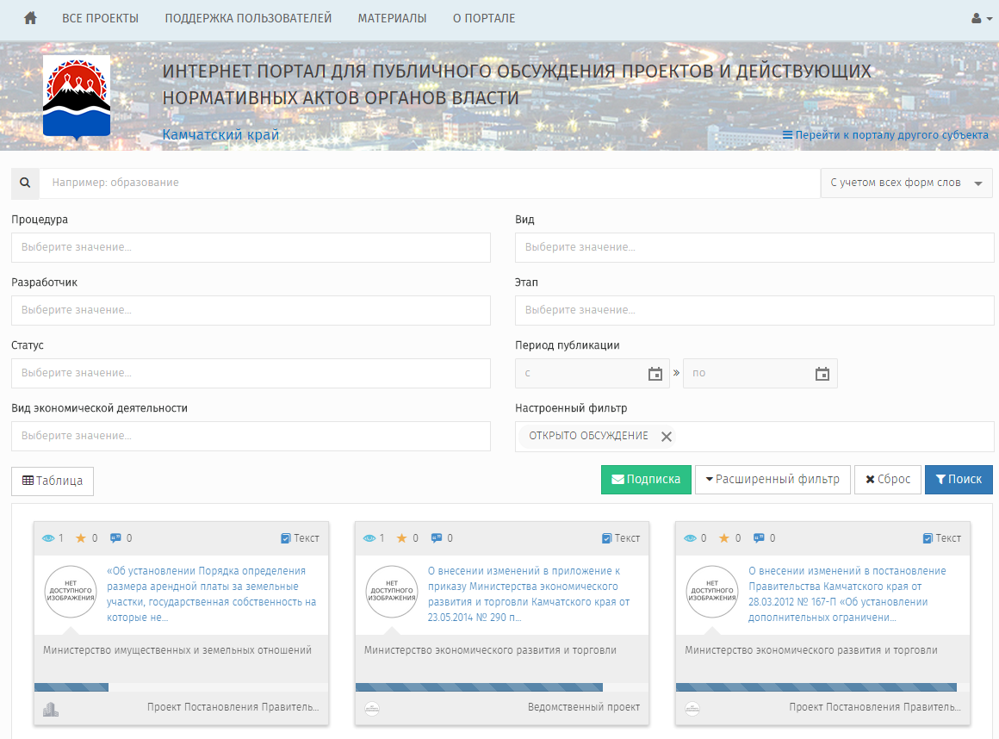 ВСЕ ПРОЕКТЫ ПОДДЕРЖКА ПОЛЬЗОВАТЕЛЕЙ МАТЕРИАЛЫ О ПОРТАЛЕ
ИНТЕРНЕТ ПОРТАЛ ДЛЯ ПУБЛИЧНОГО ОБСУЖДЕНИЯ ПРОЕКТОВ И ДЕЙСТВУЮЩИХ
НОРМАТИВНЫХ АКТОВ ОРГАНОВ ВЛАСТИ
Камчатский край
Перейти к порталу другого субъекта
Например: образование
С учетом всех форм слов
Процедура
Вид
Выберите значение...
Выберите значение...
Разработчик
Этап
Выберите значение...
Выберите значение...
Статус
Период публикации
Выберите значение...
с
»
по
Вид экономической деятельности
Настроенный фильтр
Выберите значение...
ОТКРЫТО ОБСУЖДЕНИЕ
Таблица
Подписка
Расширенный фильтр
Сброс
Поиск
1 0 0 Текст
НЕТ
ДОСТУПНОГО
ИЗОБРАЖЕНИЯ
«Об установлении Порядка определения
размера арендной платы за земельные
участки, государственная собственность на
которые не...
Министерство имущественных и земельных отношений
Проект Постановления Правитель...
1 0 0 Текст
НЕТ
ДОСТУПНОГО
ИЗОБРАЖЕНИЯ
О внесении изменений в приложение к
приказу Министерства экономического
развития и торговли Камчатского края от
23.05.2014 № 290 п...
Министерство экономического развития и торговли
Ведомственный проект
0 0 0 Текст
НЕТ
ДОСТУПНОГО
ИЗОБРАЖЕНИЯ
О внесении изменений в постановление
Правительства Камчатского края от
28.03.2012 № 167-П «Об установлении
дополнительных ограничени...
Министерство экономического развития и торговли
Проект Постановления Правитель...